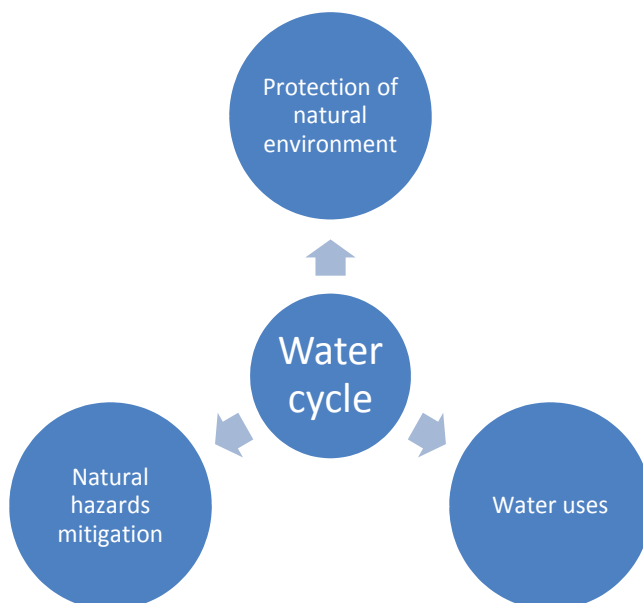 Protection of
natural
environment
Water
cycle
Natural
hazards
mitigation
Water uses